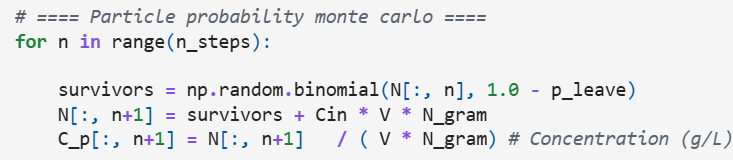 # ==== Particle probability monte carlo ====
for n in range(n_steps):
survivors = np.random.binomial(N[:, n], 1.0 - p_leave)
N[:, n+1] = survivors + Cin * V * N_gram
C_p[:, n+1] = N[:, n+1] / ( V * N_gram) # Concentration (g/L)